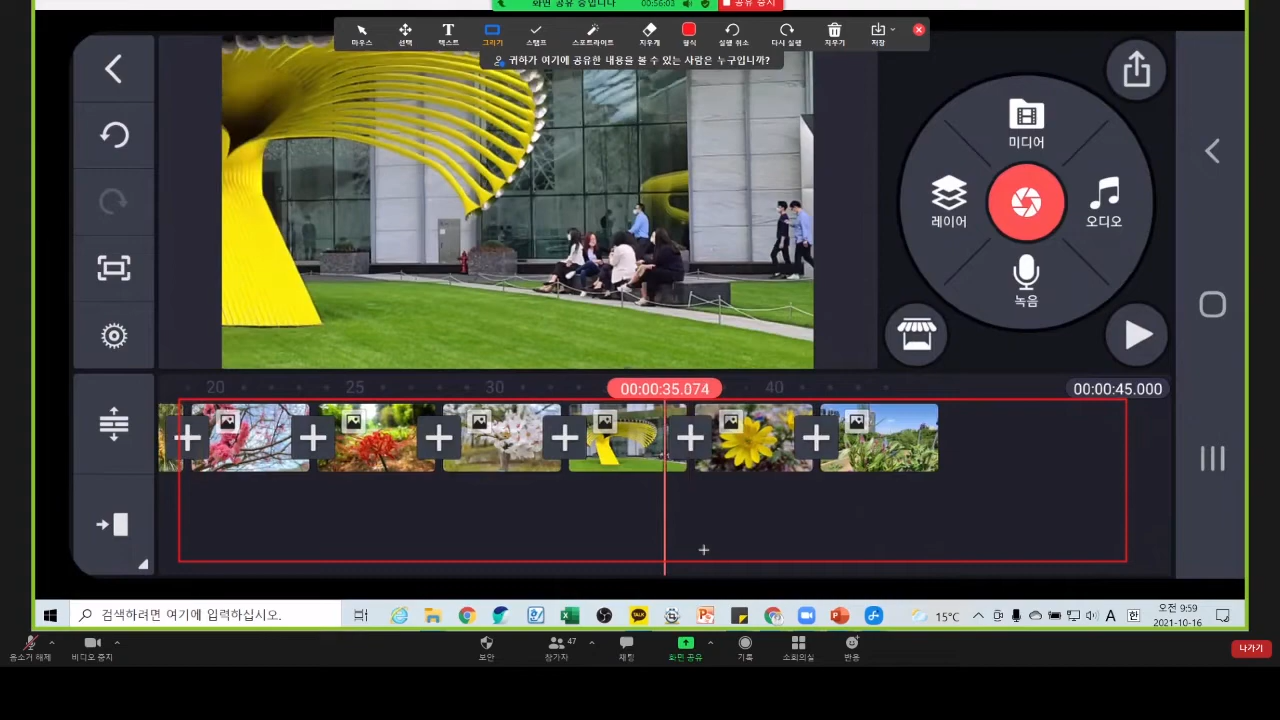 화면 공유 중입니다
00:56:03
화면 공유 중지
마우스
선택
텍스트
그리기
스탬프
스포트라이트
지우개
형식
실행 취소
다시 실행
지우기
저장
귀하가 여기에 공유한 내용을 볼 수 있는 사람은 누구입니까?
미디어
레이어
오디오
녹음
20
25
30
00:00:35.074
40
00:00:45.000
검색하려면 여기에 입력하십시오.
TALK
15°C
A
한
오전 9:59
2021-10-16
음소거 해제
비디오 중지
보안
47
참가자
채팅
화면 공유
기록
소회의실
반응
나가기